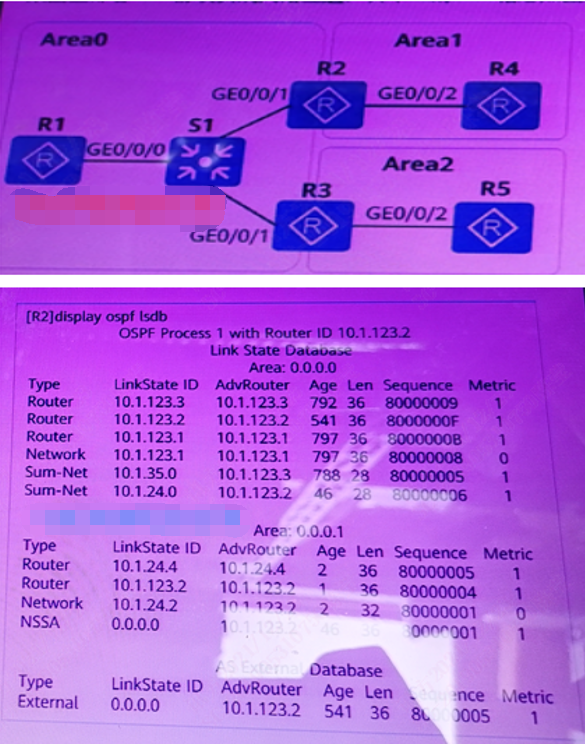 Area0
Area1
R2
R4
GE0/0/1
GE0/0/2
R1
S1
GE0/0/0
Area2
R3
R5
GE0/0/2
GE0/0/1
[R2]display ospf lsdb
OSPF Process 1 with Router ID 10.1.123.2
Link State Database
Area: 0.0.0.0
Type LinkState ID AdvRouter Age Len Sequence Metric
Router 10.1.123.3 10.1.123.3 792 36 80000009 1
Router 10.1.123.2 10.1.123.2 541 36 8000000F 1
Router 10.1.123.1 10.1.123.1 797 36 8000000B 1
Network 10.1.123.1 10.1.123.1 797 36 80000008 0
Sum-Net 10.1.35.0 10.1.123.3 788 28 80000005 1
Sum-Net 10.1.24.0 10.1.123.2 46 28 80000006 1
Area: 0.0.0.1
Type LinkState ID AdvRouter Age Len Sequence Metric
Router 10.1.24.4 10.1.24.4 2 36 80000005 1
Router 10.1.123.2 10.1.123.2 1 36 80000004 1
Network 10.1.24.2 10.1.123.2 2 32 80000001 0
NSSA 0.0.0.0 10.1.123.2 46 36 80000001 1
AS External Database
Type LinkState ID AdvRouter Age Len Sequence Metric
External 0.0.0.0 10.1.123.2 541 36 80000005 1